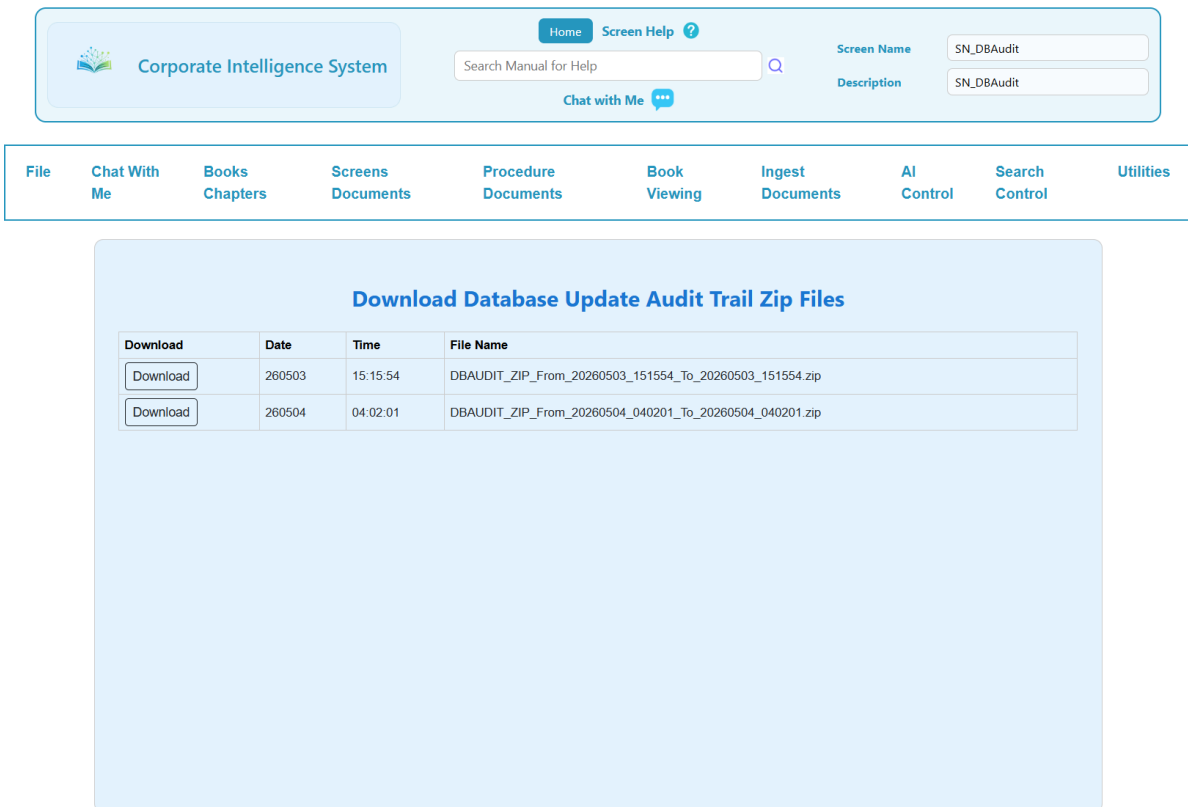 Corporate Intelligence System
Home Screen Help ?
Search Manual for Help
Chat with Me
Screen Name SN_DBAudit
Description SN_DBAudit
File
Chat With Me
Books Chapters
Screens Documents
Procedure Documents
Book Viewing
Ingest Documents
AI Control
Search Control
Utilities
Download Database Update Audit Trail Zip Files
Download Date Time File Name
Download 260503 15:15:54 DBAUDIT_ZIP_From_20260503_151554_To_20260503_151554.zip
Download 260504 04:02:01 DBAUDIT_ZIP_From_20260504_040201_To_20260504_040201.zip